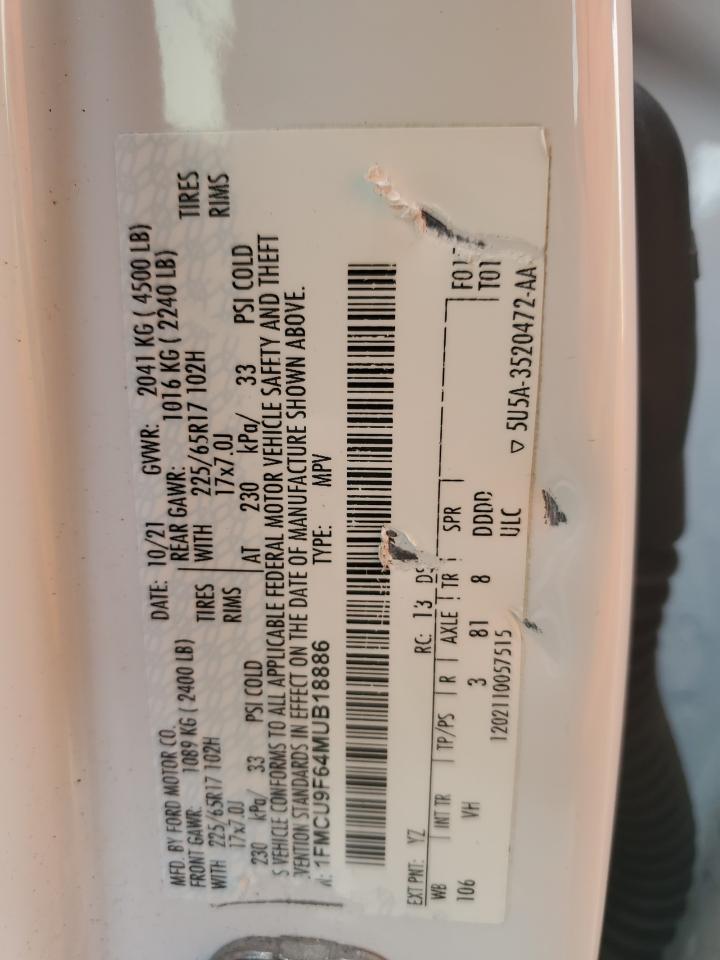 MFD. BY FORD MOTOR CO.
DATE: 10/21 GVWR: 2041 KG ( 4500 LB)
FRONT GAWR: 1089 KG ( 2400 LB) REAR GAWR: 1016 KG ( 2240 LB)
WITH 225/65R17 102H TIRES WITH 225/65R17 102H TIRES
17x7.0J RIMS 17x7.0J RIMS
230 kPa/ 33 PSI COLD AT 230 kPa/ 33 PSI COLD
S VEHICLE CONFORMS TO ALL APPLICABLE FEDERAL MOTOR VEHICLE SAFETY AND THEFT
VENTION STANDARDS IN EFFECT ON THE DATE OF MANUFACTURE SHOWN ABOVE.
: 1FMCU9F64MUB18886 TYPE: MPV
EXT PNT: YZ RC: 13 DS
WB INT TR TP/PS R AXLE TR SPR F01
106 VH 3 81 8 DDDD T01
1202110057515 ULC
▽ 5U5A-3520472-AA